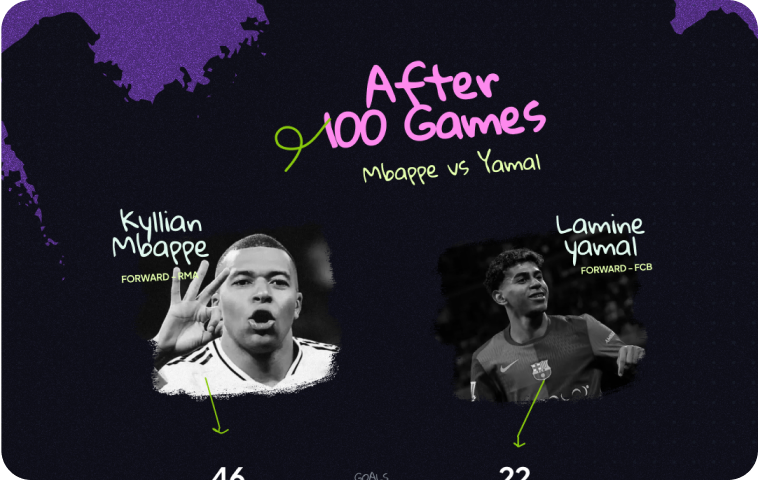 After
100 Games
Mbappe vs Yamal
Kyllian
Mbappe
FORWARD - RMA
Lamine
yamal
FORWARD - FCB
46 GOALS 22